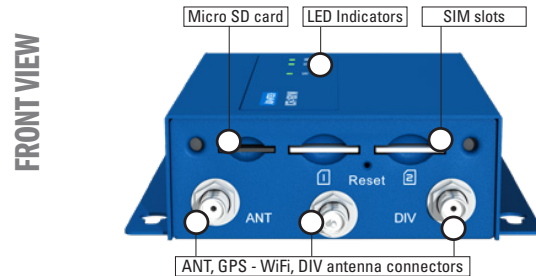 FRONT VIEW
Micro SD card
LED Indicators
SIM slots
1
Reset
2
ANT
DIV
ANT, GPS - WiFi, DIV antenna connectors